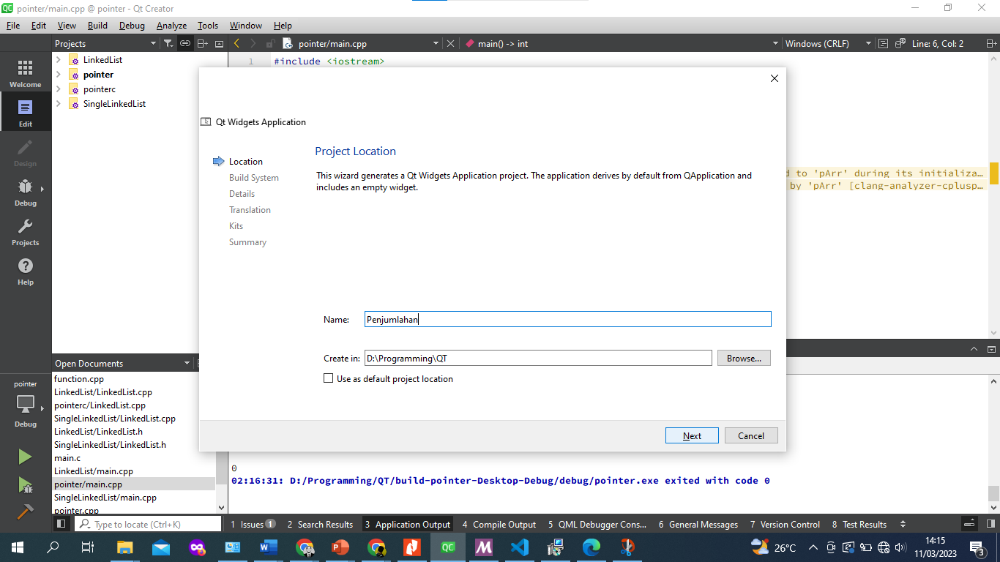 pointer/main.cpp @ pointer - Qt Creator
File Edit View Build Debug Analyze Tools Window Help
Projects
pointer/main.cpp
main() -> int
Windows (CRLF)
Line: 6, Col: 2
Welcome
Edit
Design
Debug
Projects
Help
LinkedList
pointer
pointerc
SingleLinkedList
1 #include <iostream>
d to 'pArr' during its initializa...
by 'pArr' [clang-analyzer-cplusp...
Qt Widgets Application
Location
Build System
Details
Translation
Kits
Summary
Project Location
This wizard generates a Qt Widgets Application project. The application derives by default from QApplication and
includes an empty widget.
Name: Penjumlahan
Create in: D:\Programming\QT
Browse...
Use as default project location
Next
Cancel
Open Documents
function.cpp
LinkedList/LinkedList.cpp
pointerc/LinkedList.cpp
SingleLinkedList/LinkedList.cpp
LinkedList/LinkedList.h
SingleLinkedList/LinkedList.h
main.c
LinkedList/main.cpp
pointer/main.cpp
SingleLinkedList/main.cpp
pointer.cpp
pointer
Debug
0
02:16:31: D:/Programming/QT/build-pointer-Desktop-Debug/debug/pointer.exe exited with code 0
Type to locate (Ctrl+K)
1 Issues 1
2 Search Results
3 Application Output
4 Compile Output
5 QML Debugger Cons...
6 General Messages
7 Version Control
8 Test Results
26°C
14:15
11/03/2023
3